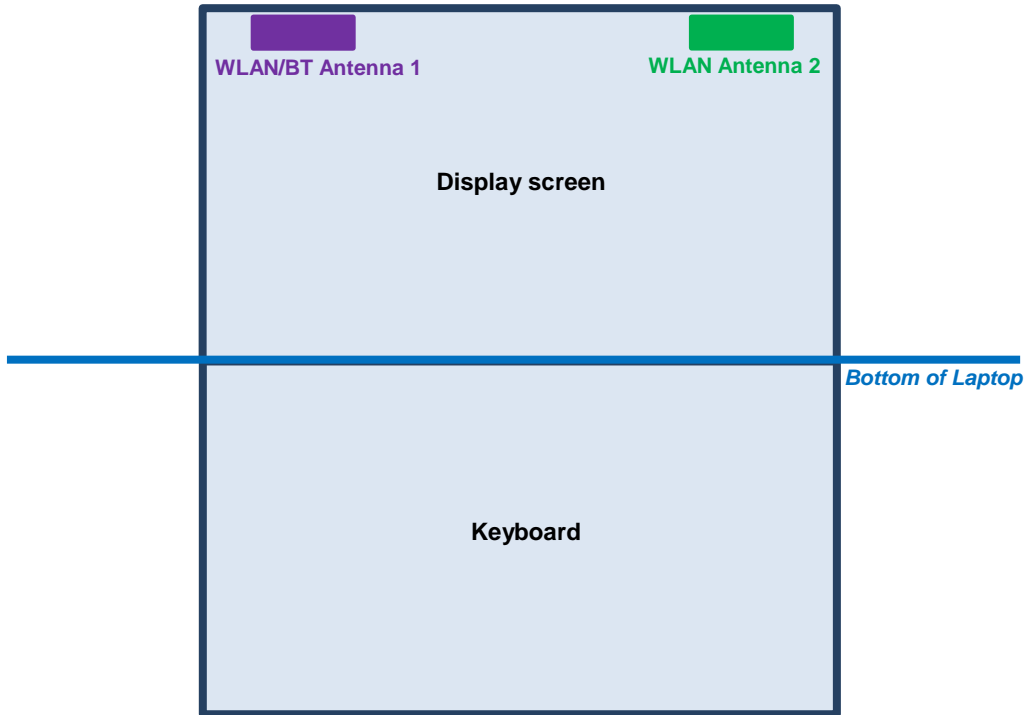 WLAN/BT Antenna 1
WLAN Antenna 2
Display screen
Bottom of Laptop
Keyboard